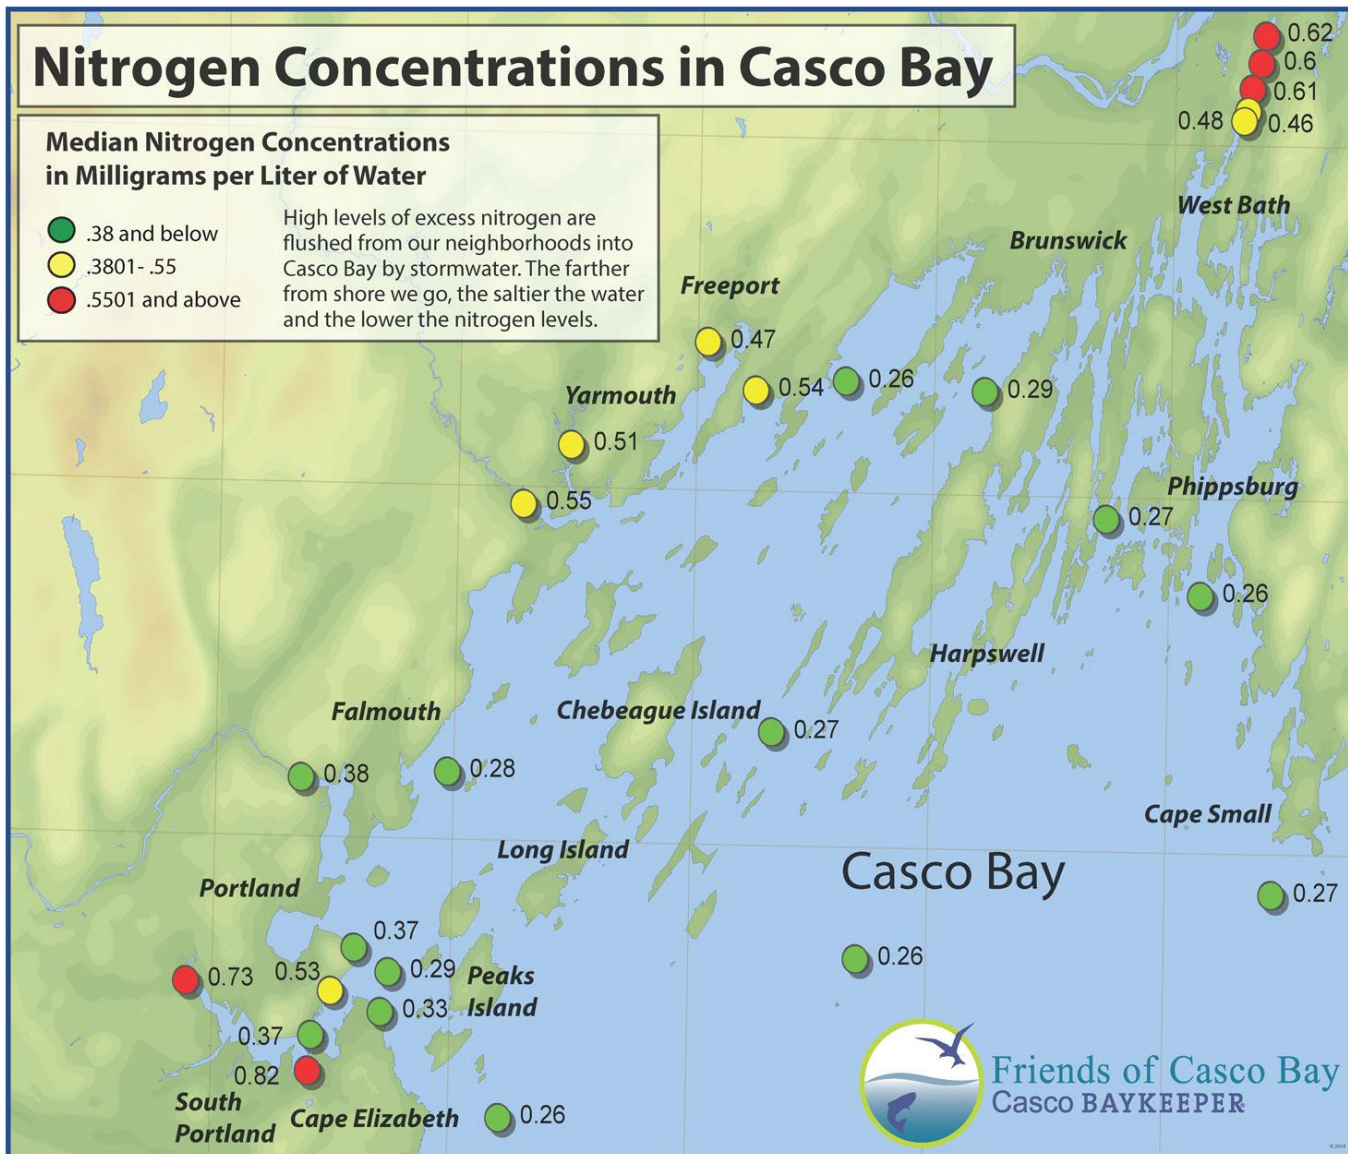 Nitrogen Concentrations in Casco Bay
Median Nitrogen Concentrations
in Milligrams per Liter of Water
.38 and below
.3801- .55
.5501 and above
High levels of excess nitrogen are
flushed from our neighborhoods into
Casco Bay by stormwater. The farther
from shore we go, the saltier the water
and the lower the nitrogen levels.
0.62
0.6
0.61
0.48
0.46
West Bath
Brunswick
Freeport
0.47
0.54
0.26
0.29
Yarmouth
0.51
0.55
Phippsburg
0.27
0.26
Harpswell
Falmouth
Chebeague Island
0.27
0.38
0.28
Cape Small
Long Island
Casco Bay
Portland
0.27
0.37
0.26
0.73
0.53
0.29
Peaks
Island
0.33
0.37
0.82
South
Portland
Cape Elizabeth
0.26
Friends of Casco Bay
Casco BAYKEEPER